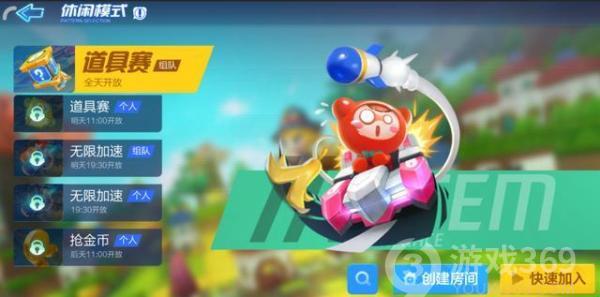 休闲模式
PATTERN SELECTION
道具赛 组队
全天开放
道具赛 个人
明天11:00开放
无限加速 组队
明天19:30开放
无限加速 个人
19:30开放
抢金币 个人
后天11:00开放
ITEM
RACE
创建房间
快速加入
游戏369